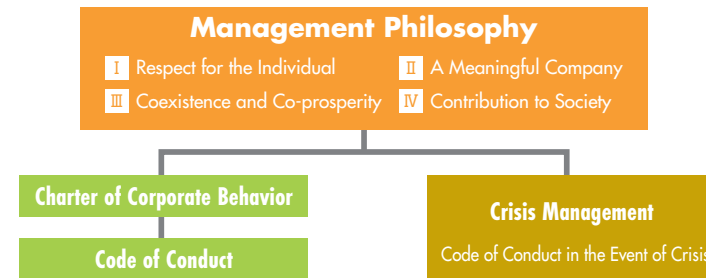 Management Philosophy
Ⅰ Respect for the Individual Ⅱ A Meaningful Company
Ⅲ Coexistence and Co-prosperity Ⅳ Contribution to Society
Charter of Corporate Behavior
Code of Conduct
Crisis Management
Code of Conduct in the Event of Crisis